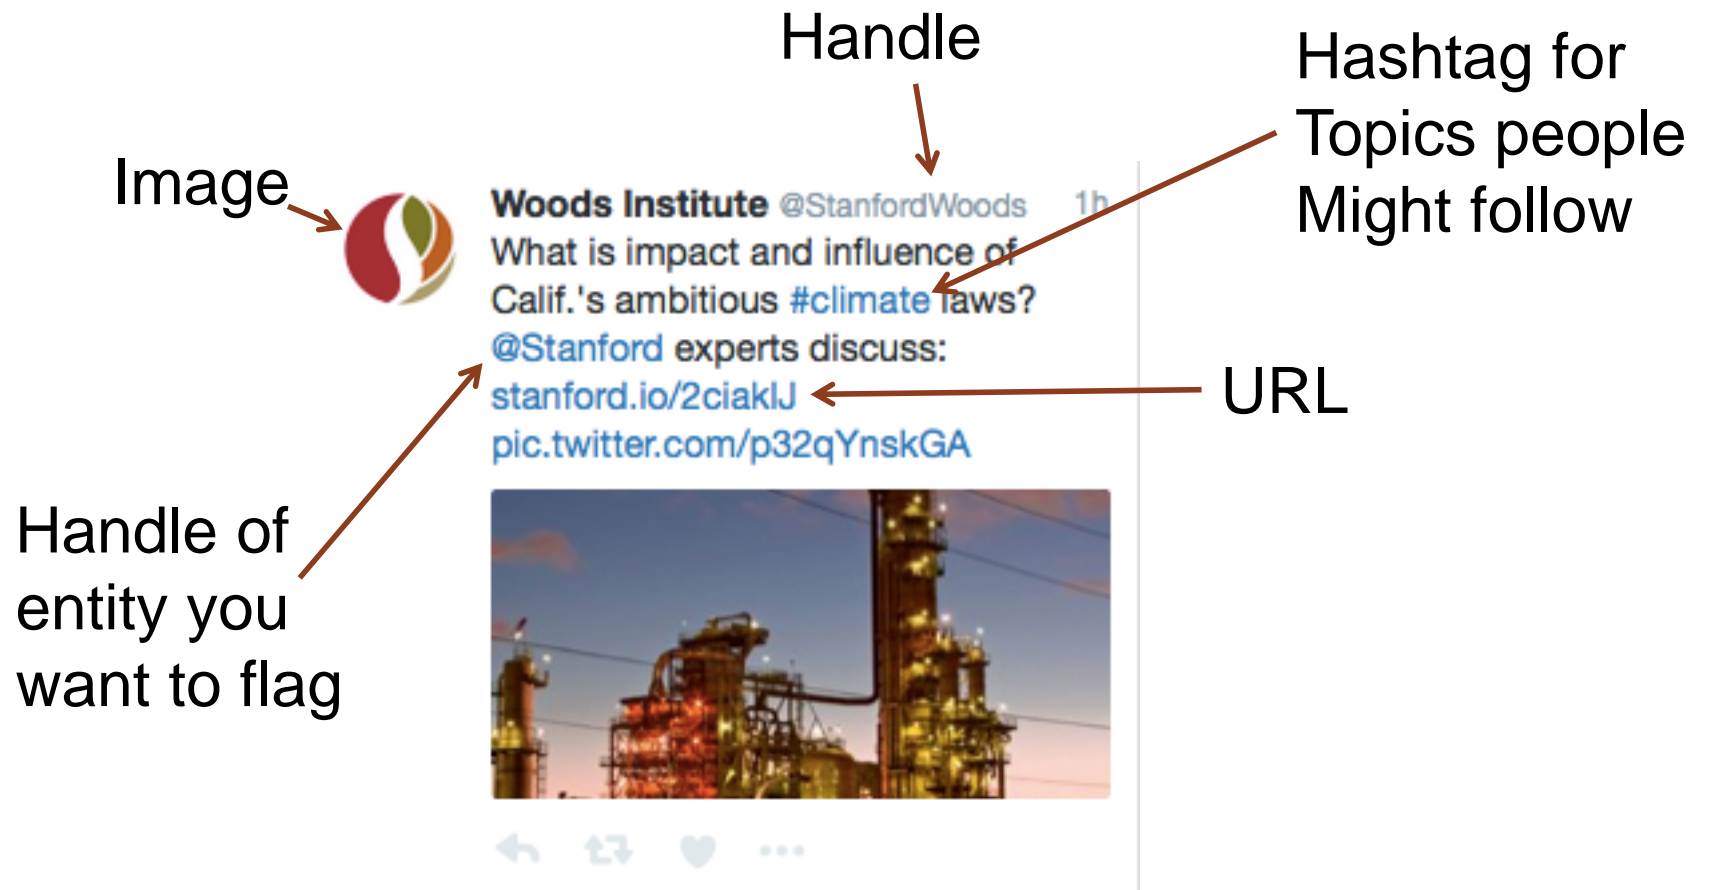 Handle
Hashtag for
Topics people
Might follow
Image
Woods Institute @StanfordWoods 1h
What is impact and influence of
Calif.'s ambitious #climate laws?
@Stanford experts discuss:
stanford.io/2ciaklJ
pic.twitter.com/p32qYnskGA
URL
Handle of
entity you
want to flag